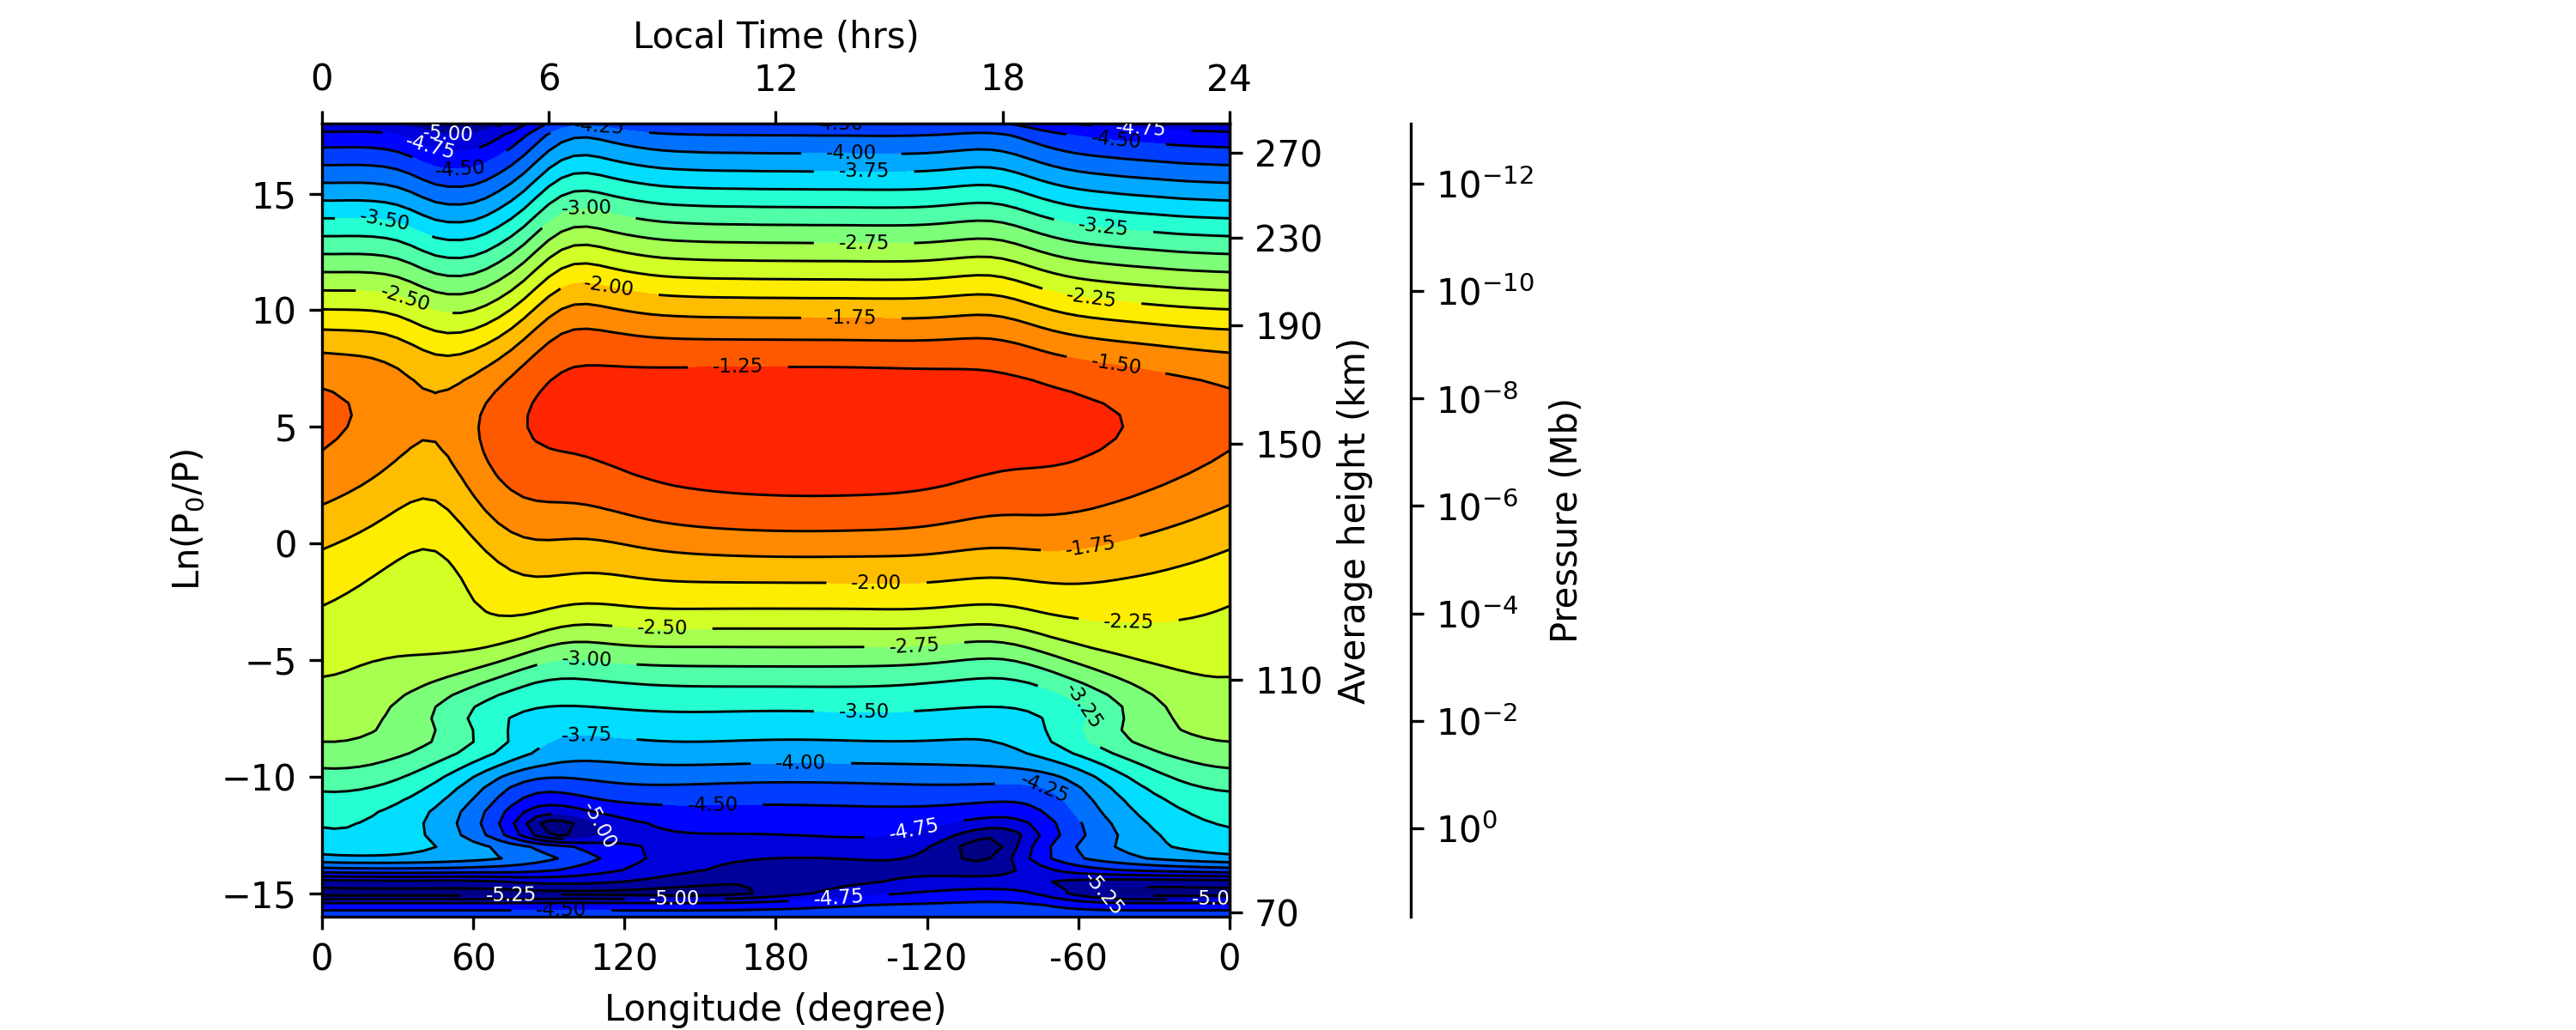 Local Time (hrs)
0 6 12 18 24
-5.00 -4.25 -4.50 -4.75
-4.75 -4.00 -4.50
-4.50 -3.75
-3.50 -3.00 -3.25
-2.75
-2.50 -2.00 -2.25
-1.75
-1.25 -1.50
-1.75
-2.00
-2.50 -2.25
-3.00 -2.75
-3.75 -3.50 -3.25
-4.00
-5.00 -4.50 -4.25
-4.75
-5.25 -5.00 -4.75 -5.25 -5.0
-4.50
15
10
5
0
−5
−10
−15
Ln(P₀/P)
270
230
190
150
110
70
Average height (km)
10⁻¹²
10⁻¹⁰
10⁻⁸
10⁻⁶
10⁻⁴
10⁻²
10⁰
Pressure (Mb)
0 60 120 180 -120 -60 0
Longitude (degree)